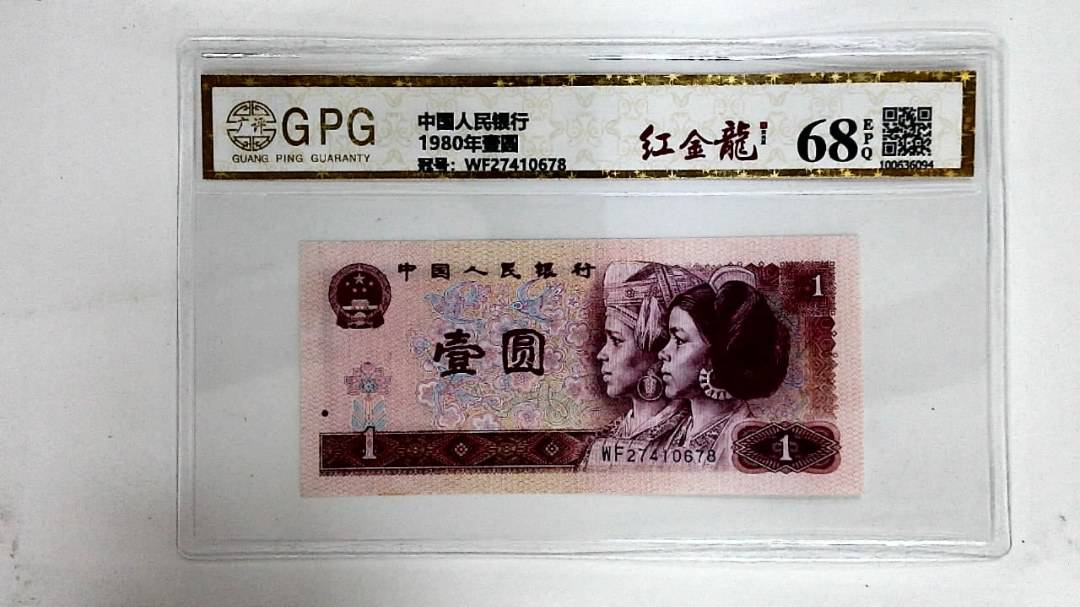 GPG
GUANG PING GUARANTY
中国人民银行
1980年壹圆
冠号：WF27410678
红金龍
68 EPQ
100636094
中国人民银行
1
壹圆
1
WF27410678
1